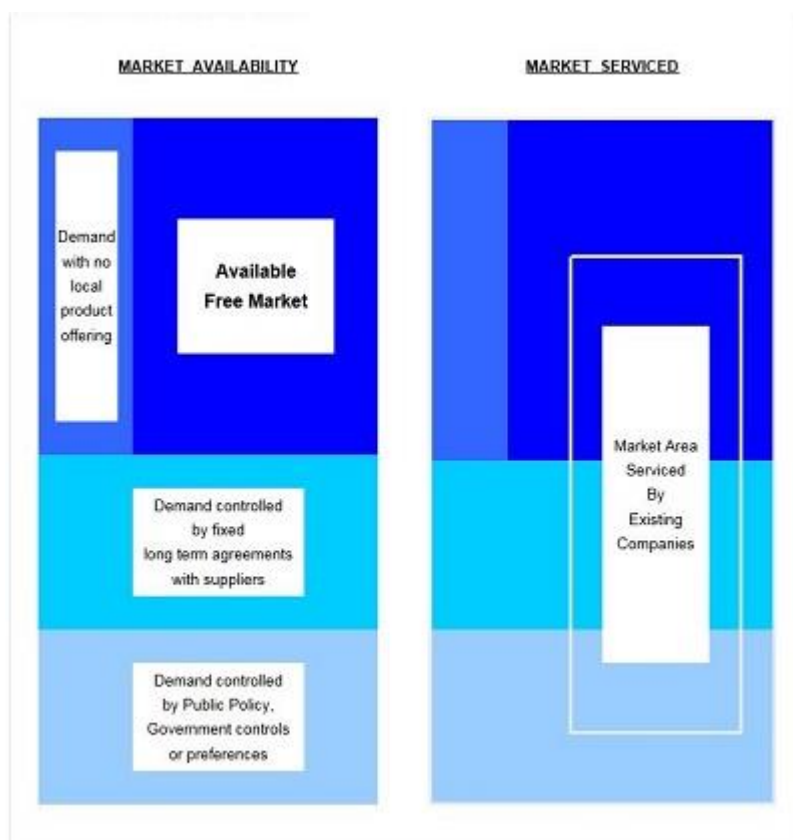 MARKET AVAILABILITY
MARKET SERVICED
Demand
with no
local
product
offering
Available
Free Market
Demand controlled
by fixed
long term agreements
with suppliers
Demand controlled
by Public Policy,
Government controls
or preferences
Market Area
Serviced
By
Existing
Companies